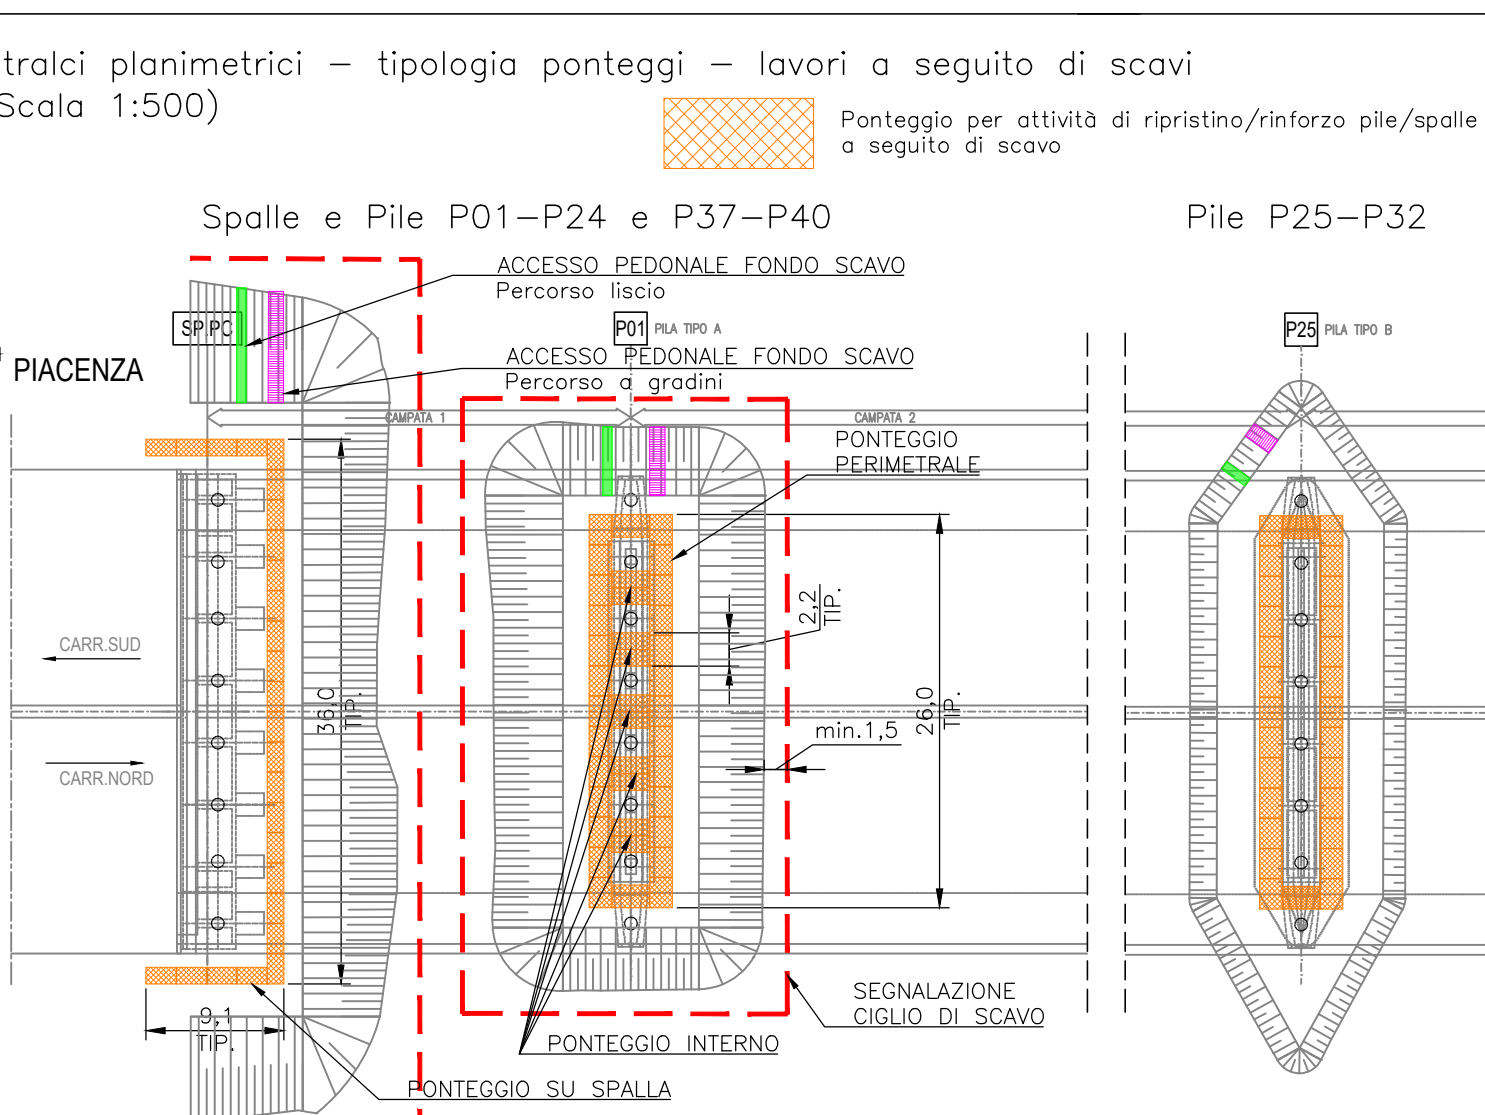 tralci planimetrici – tipologia ponteggi – lavori a seguito di scavi
Scala 1:500)
Ponteggio per attività di ripristino/rinforzo pile/spalle
a seguito di scavo
Spalle e Pile P01–P24 e P37–P40
Pile P25–P32
ACCESSO PEDONALE FONDO SCAVO
Percorso liscio
SP.PC
P01
PILA TIPO A
P25
PILA TIPO B
PIACENZA
ACCESSO PEDONALE FONDO SCAVO
Percorso a gradini
CAMPATA 1
CAMPATA 2
PONTEGGIO
PERIMETRALE
2,2
TIP.
CARR.SUD
36,0
TIP.
26,0
TIP.
min.1,5
CARR.NORD
SEGNALAZIONE
CIGLIO DI SCAVO
9,1
TIP.
PONTEGGIO INTERNO
PONTEGGIO SU SPALLA